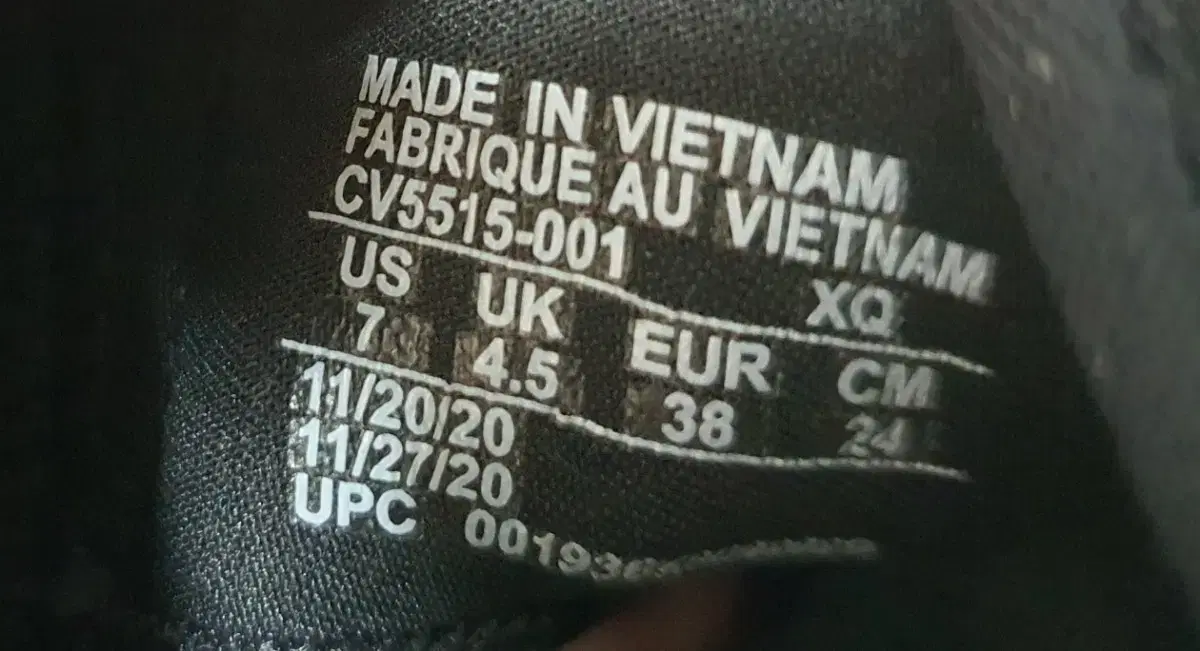 MADE IN VIETNAM
FABRIQUE AU VIETNAM
CV5515-001 XQ
US UK EUR CM
7 4.5 38 24
11/20/20
11/27/20
UPC